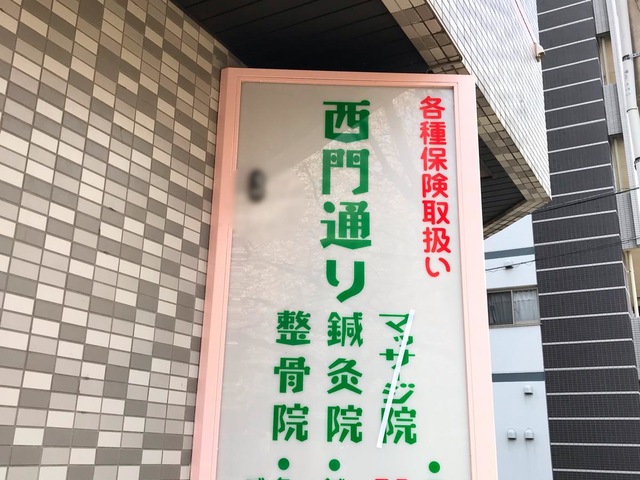 各種保険取扱い
西門通り
マッサージ院
鍼灸院
整骨院